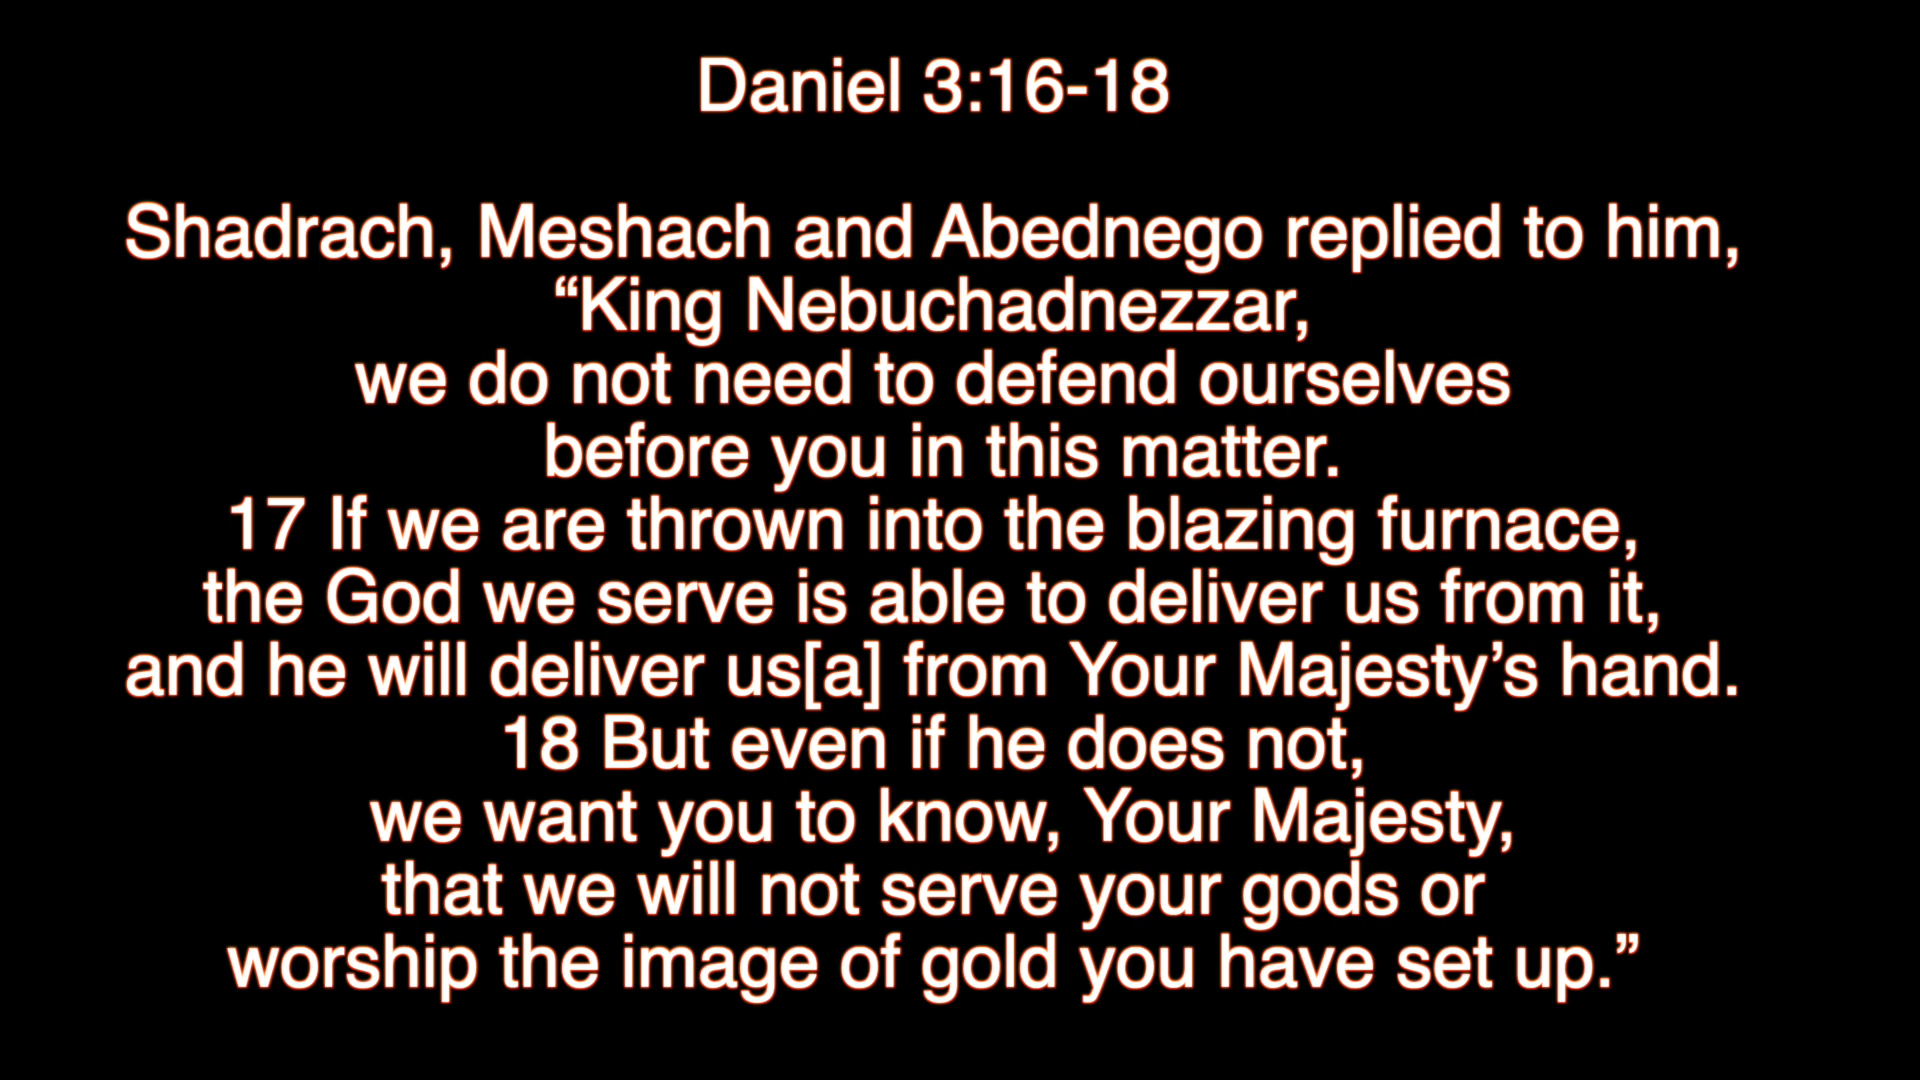 Daniel 3:16-18
Shadrach, Meshach and Abednego replied to him,
“King Nebuchadnezzar,
we do not need to defend ourselves
before you in this matter.
17 If we are thrown into the blazing furnace,
the God we serve is able to deliver us from it,
and he will deliver us[a] from Your Majesty’s hand.
18 But even if he does not,
we want you to know, Your Majesty,
that we will not serve your gods or
worship the image of gold you have set up.”